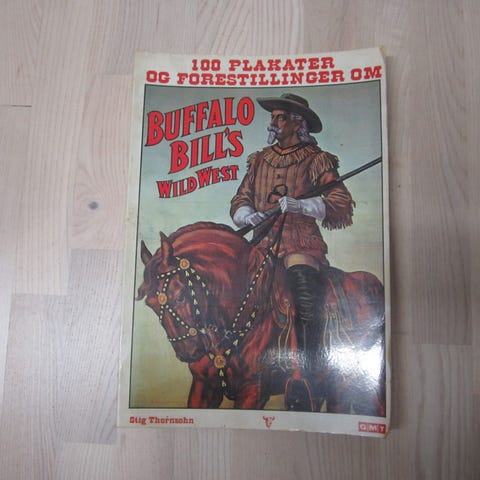 100 PLAKATER
OG FORESTILLINGER OM
BUFFALO
BILL'S
WILD WEST
Stig Thornsohn
GMT